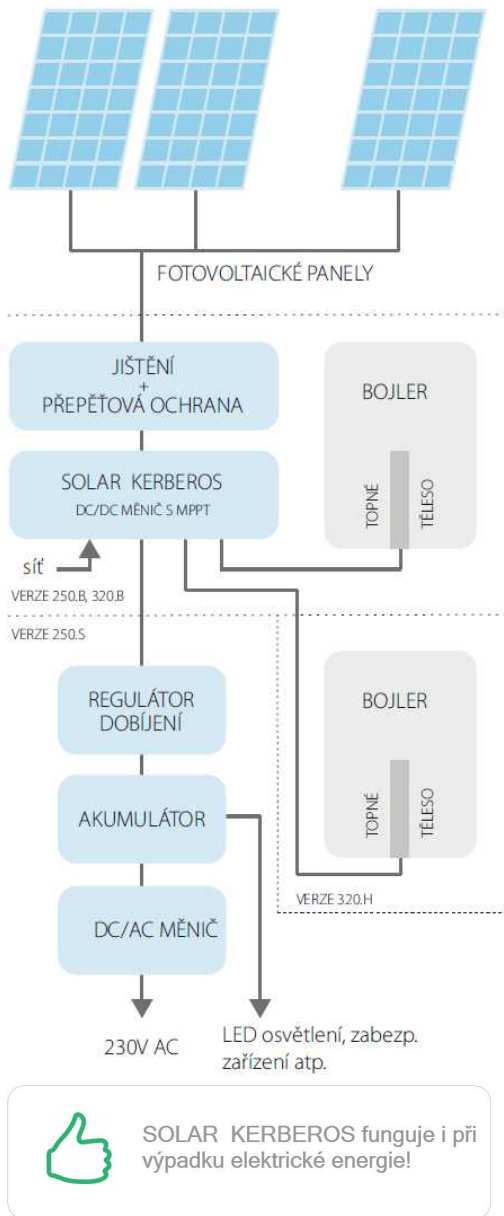 FOTOVOLTAICKÉ PANELY
JIŠTĚNÍ
+
PŘEPĚŤOVÁ OCHRANA
BOJLER
TOPNÉ
TĚLESO
SOLAR KERBEROS
DC/DC MĚNIČ S MPPT
síť
VERZE 250.B, 320.B
VERZE 250.S
REGULÁTOR
DOBÍJENÍ
BOJLER
TOPNÉ
TĚLESO
AKUMULÁTOR
VERZE 320.H
DC/AC MĚNIČ
230V AC
LED osvětlení, zabezp.
zařízení atp.
SOLAR KERBEROS funguje i při
výpadku elektrické energie!